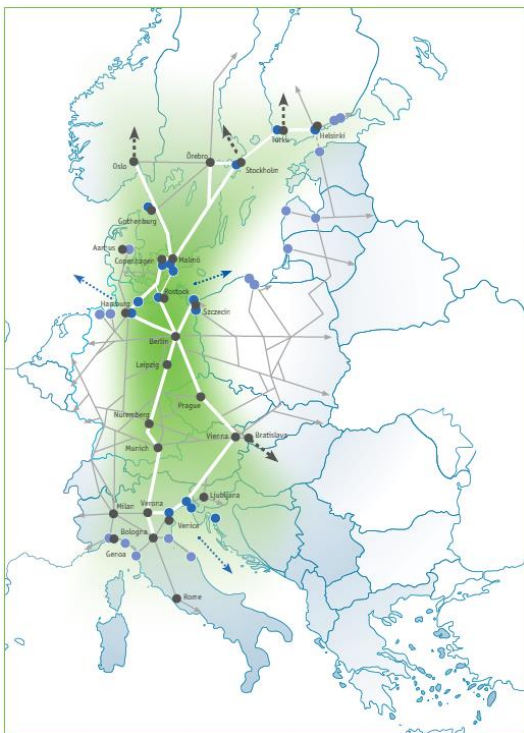 Helsinki
Turku
Oslo
Örebro
Stockholm
Gothenburg
Aarhus
Copenhagen
Malmö
Rostock
Hamburg
Szczecin
Berlin
Leipzig
Prague
Nuremberg
Vienna
Bratislava
Munich
Ljubljana
Milan
Verona
Venice
Bologna
Genoa
Rome